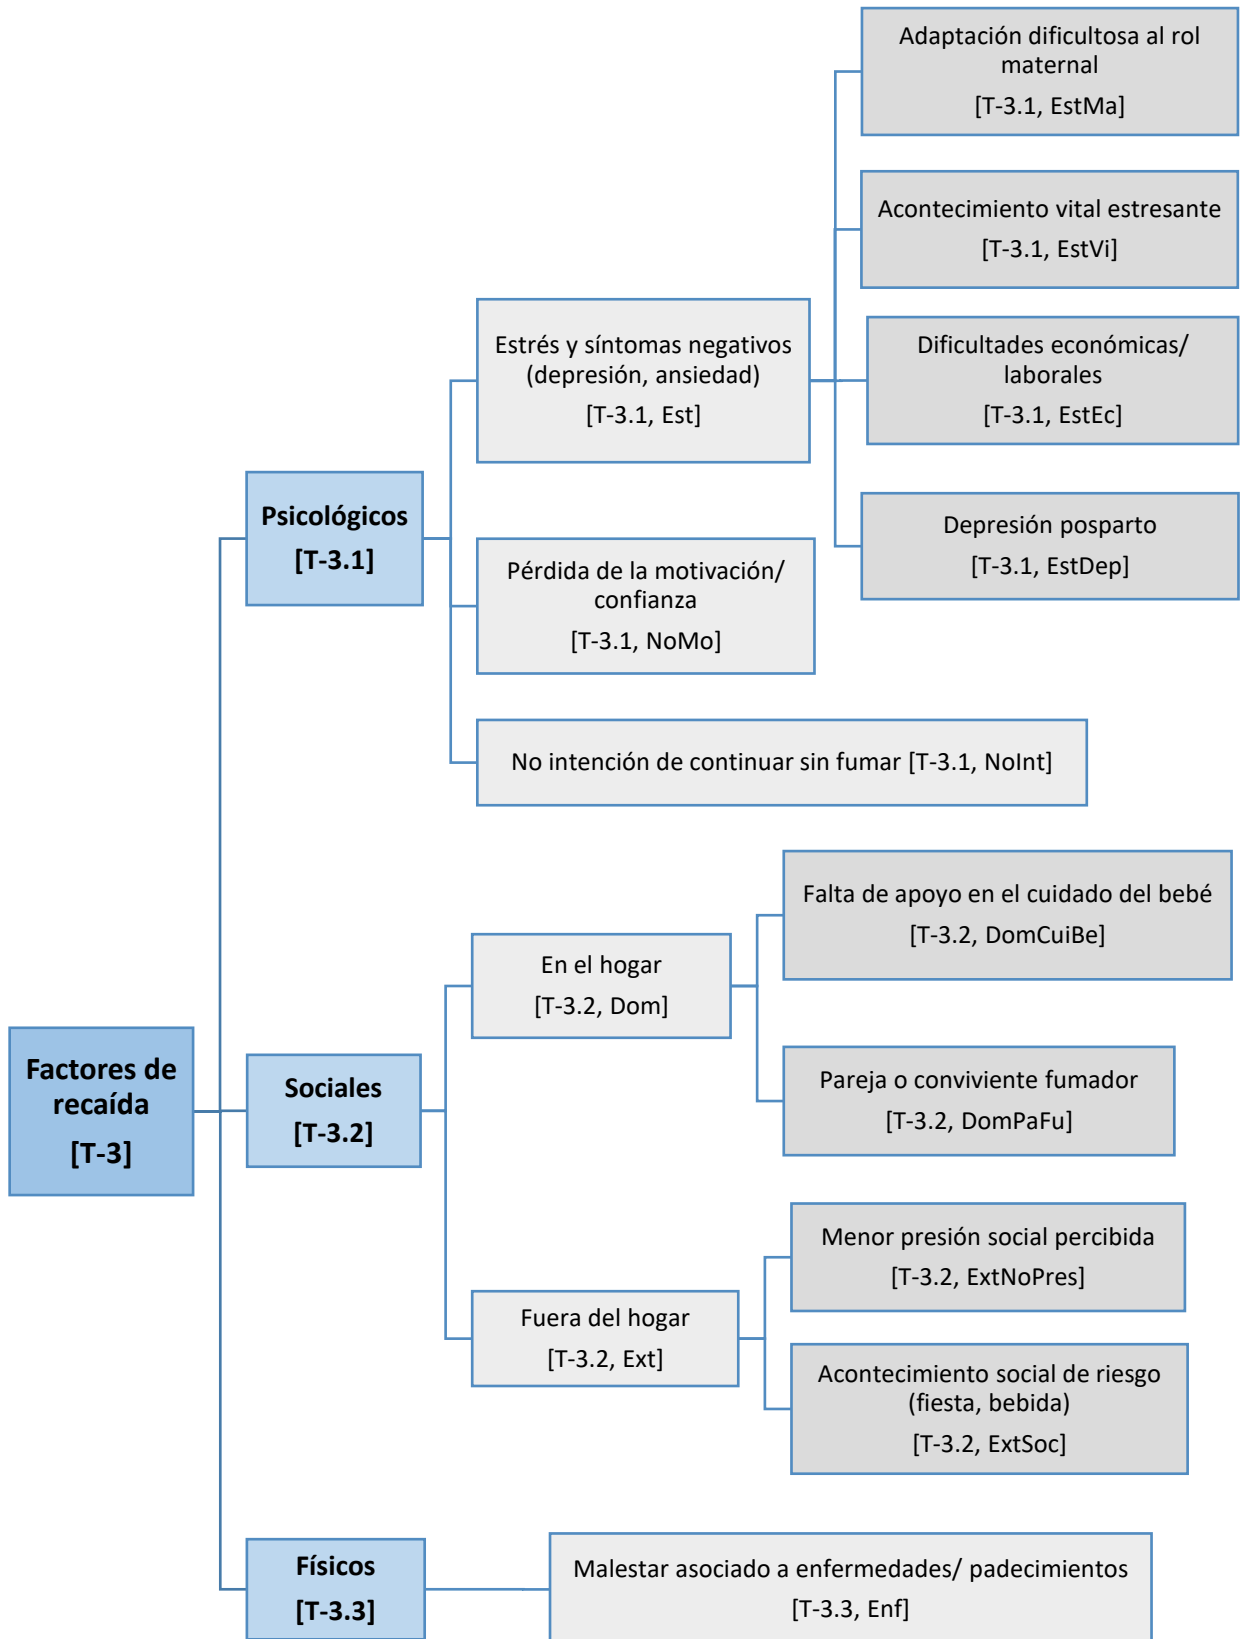 Factores de
recaída
[T-3]
Psicológicos
[T-3.1]
Estrés y síntomas negativos
(depresión, ansiedad)
[T-3.1, Est]
Adaptación dificultosa al rol
maternal
[T-3.1, EstMa]
Acontecimiento vital estresante
[T-3.1, EstVi]
Dificultades económicas/
laborales
[T-3.1, EstEc]
Depresión posparto
[T-3.1, EstDep]
Pérdida de la motivación/
confianza
[T-3.1, NoMo]
No intención de continuar sin fumar [T-3.1, NoInt]
Sociales
[T-3.2]
En el hogar
[T-3.2, Dom]
Falta de apoyo en el cuidado del bebé
[T-3.2, DomCuiBe]
Pareja o conviviente fumador
[T-3.2, DomPaFu]
Fuera del hogar
[T-3.2, Ext]
Menor presión social percibida
[T-3.2, ExtNoPres]
Acontecimiento social de riesgo
(fiesta, bebida)
[T-3.2, ExtSoc]
Físicos
[T-3.3]
Malestar asociado a enfermedades/ padecimientos
[T-3.3, Enf]